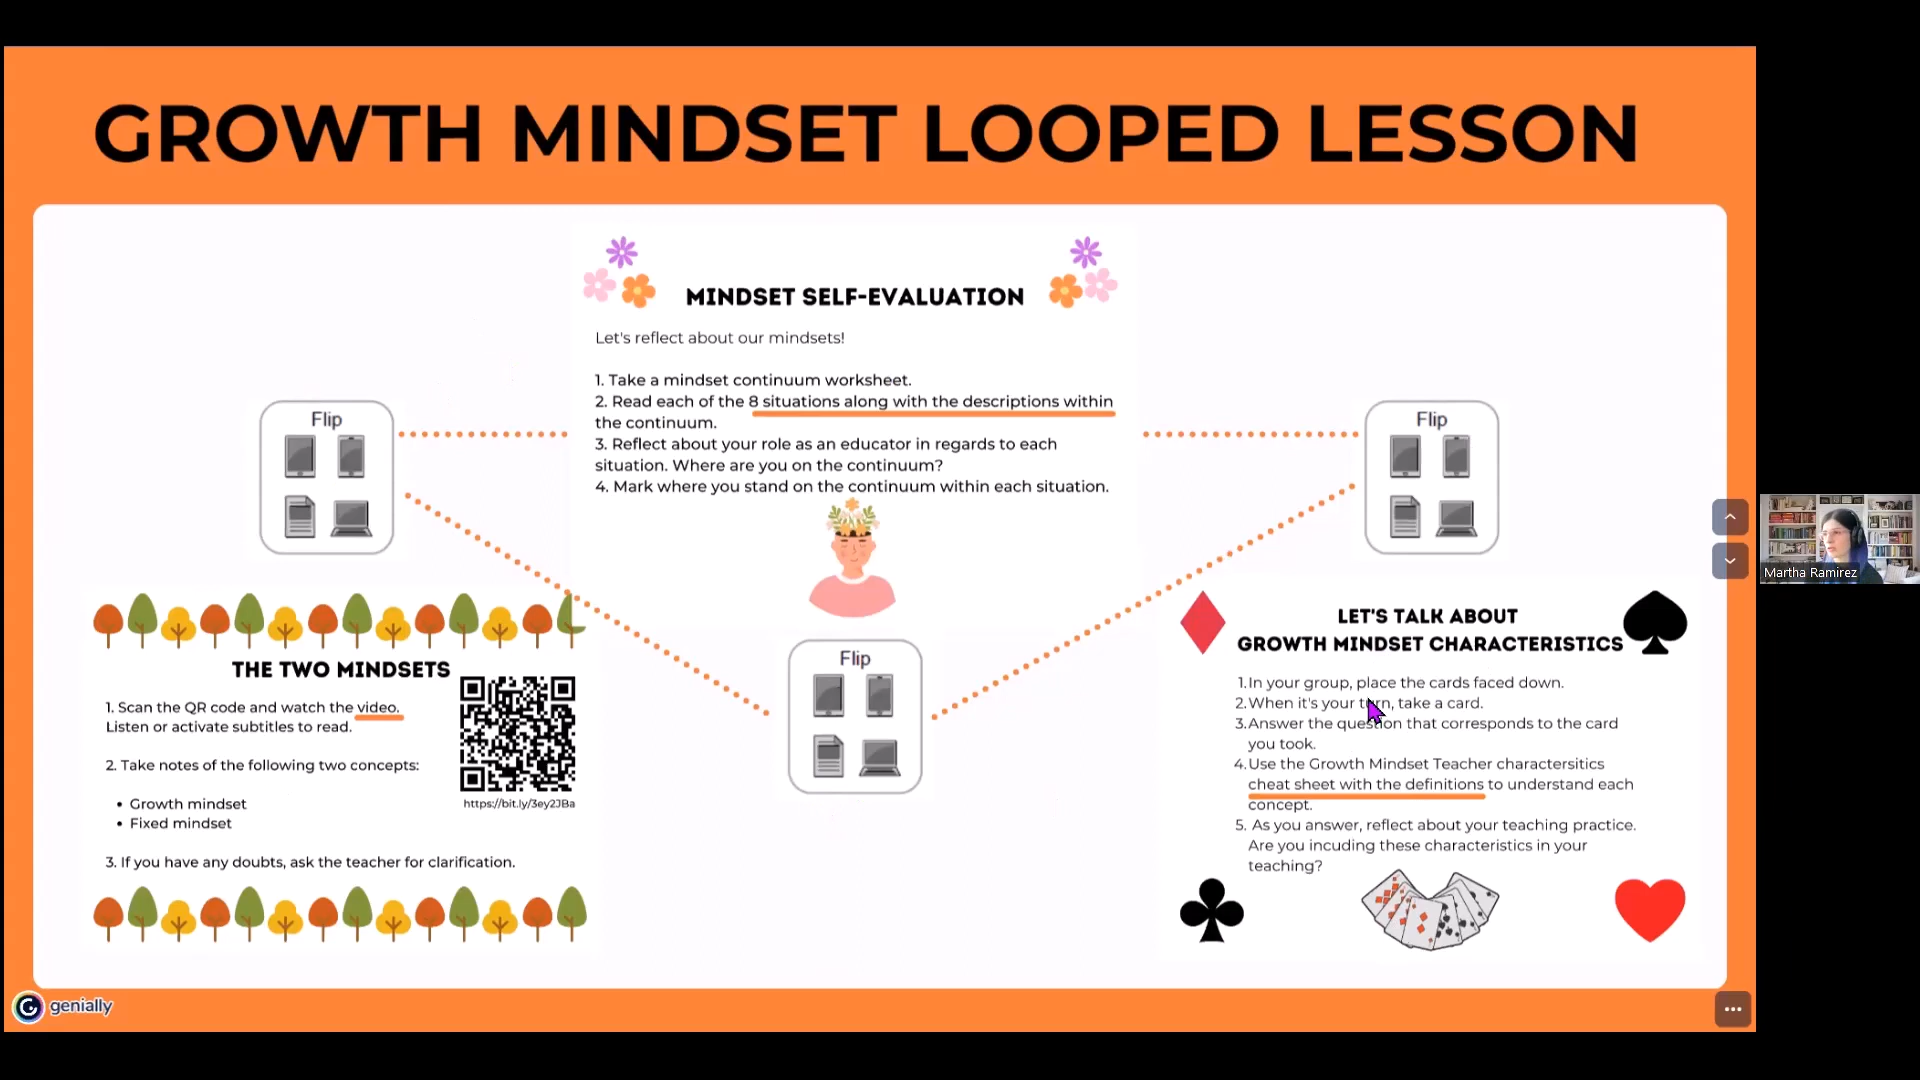 GROWTH MINDSET LOOPED LESSON
MINDSET SELF-EVALUATION
Let's reflect about our mindsets!
1. Take a mindset continuum worksheet.
2. Read each of the 8 situations along with the descriptions within
the continuum.
3. Reflect about your role as an educator in regards to each
situation. Where are you on the continuum?
4. Mark where you stand on the continuum within each situation.
Flip
Flip
Flip
THE TWO MINDSETS
1. Scan the QR code and watch the video.
Listen or activate subtitles to read.
2. Take notes of the following two concepts:
• Growth mindset
• Fixed mindset
3. If you have any doubts, ask the teacher for clarification.
https://bit.ly/3ey2JBa
LET'S TALK ABOUT
GROWTH MINDSET CHARACTERISTICS
1.In your group, place the cards faced down.
2.When it's your turn, take a card.
3.Answer the question that corresponds to the card
you took.
4.Use the Growth Mindset Teacher charactersitics
cheat sheet with the definitions to understand each
concept.
5. As you answer, reflect about your teaching practice.
Are you incuding these characteristics in your
teaching?
Martha Ramirez
genially